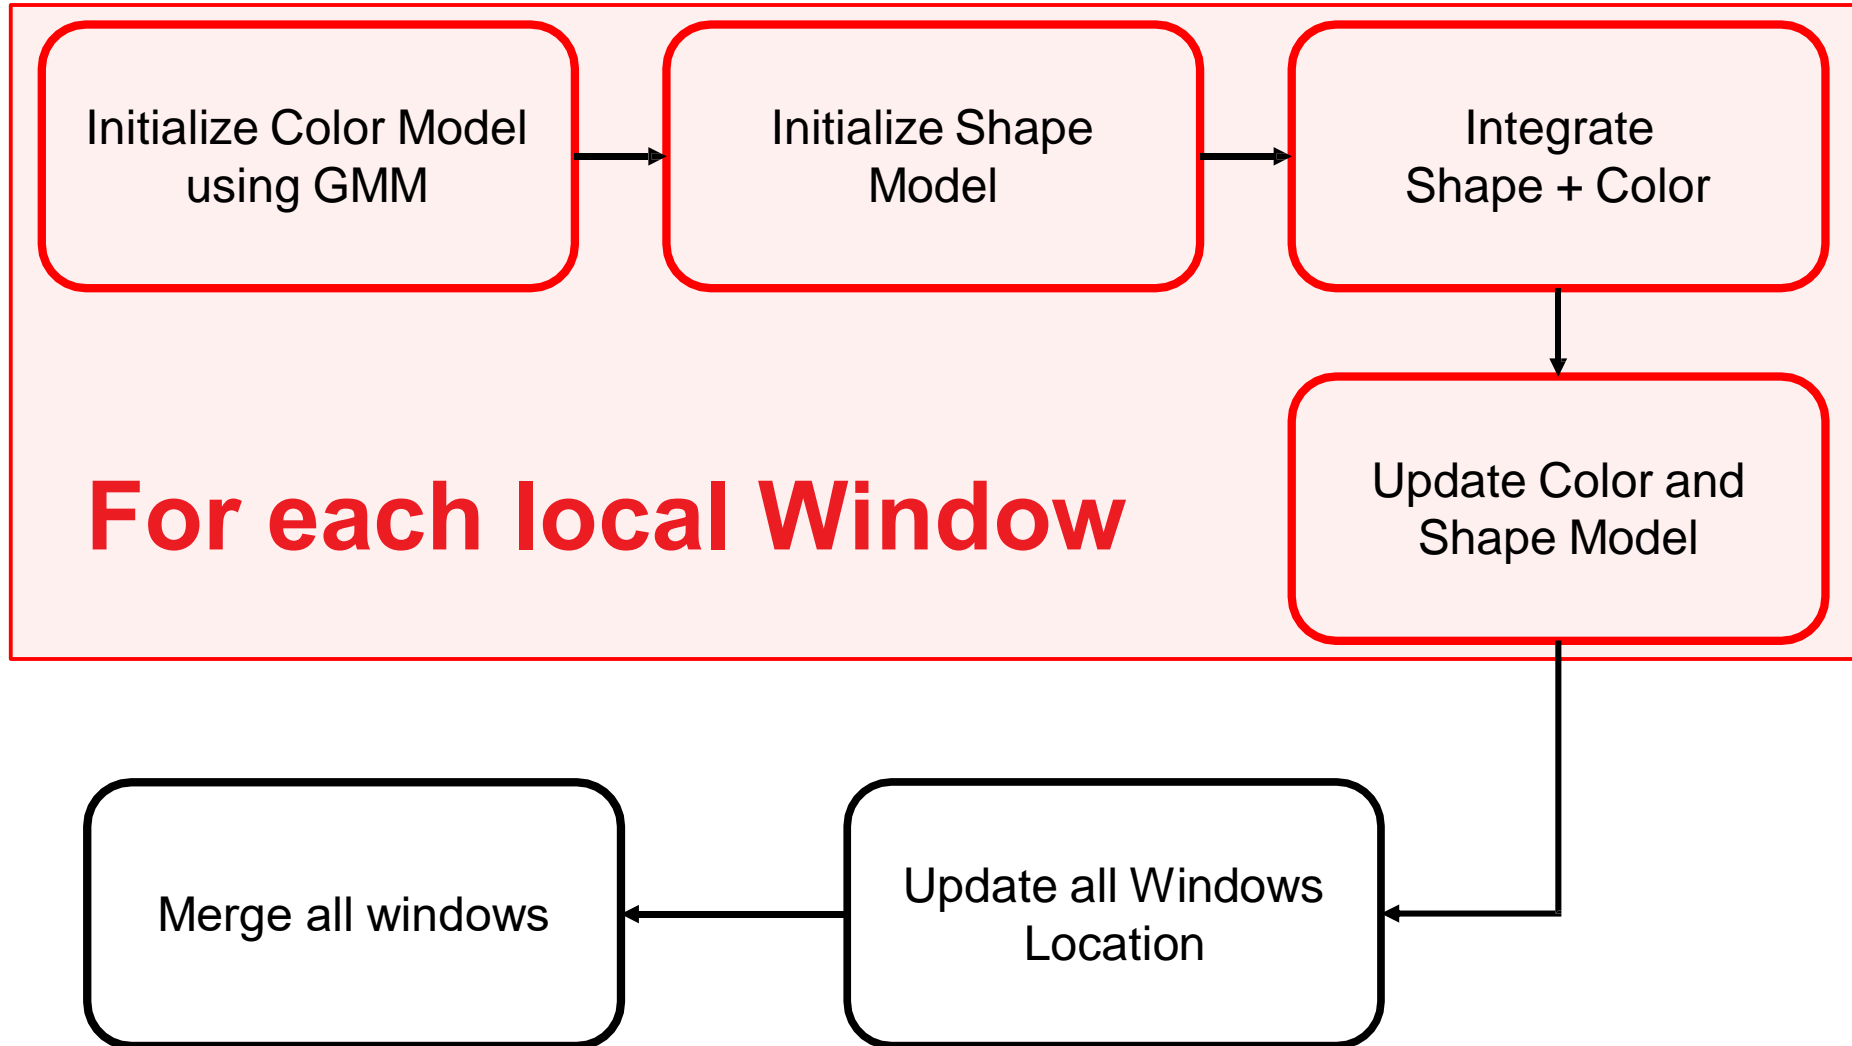 Initialize Color Model
using GMM
Initialize Shape
Model
Integrate
Shape + Color
For each local Window
Update Color and
Shape Model
Merge all windows
Update all Windows
Location